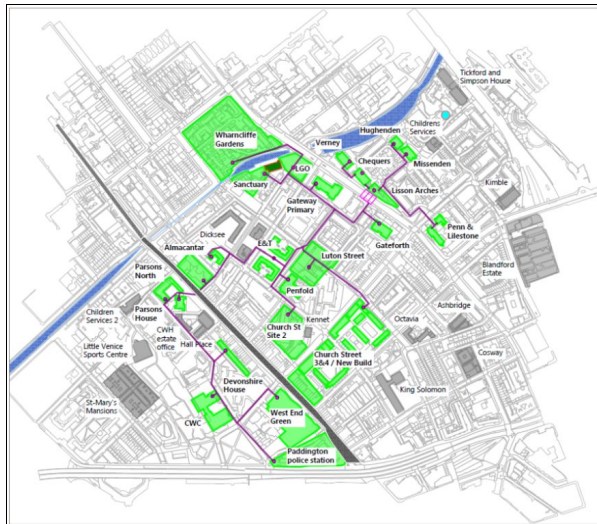 Tickford and
Simpson House
Hughenden
Childrens
Services
Wharncliffe
Gardens
Verney
Chequers
Missenden
LGO
Sanctuary
Lisson Arches
Kimble
Gateway
Primary
Penn &
Lilestone
Dicksee
E&T
Gateforth
Almacantar
Luton Street
Blandford
Estate
Parsons
North
Penfold
Children
Services 2
Parsons
House
CWH
estate
office
Church St
Site 2
Kennet
Octavia
Ashbridge
Little Venice
Sports Centre
Hall Place
Church Street
3&4 / New Build
Cosway
St-Mary's
Mansions
Devonshire
House
King Solomon
CWC
West End
Green
Paddington
police station